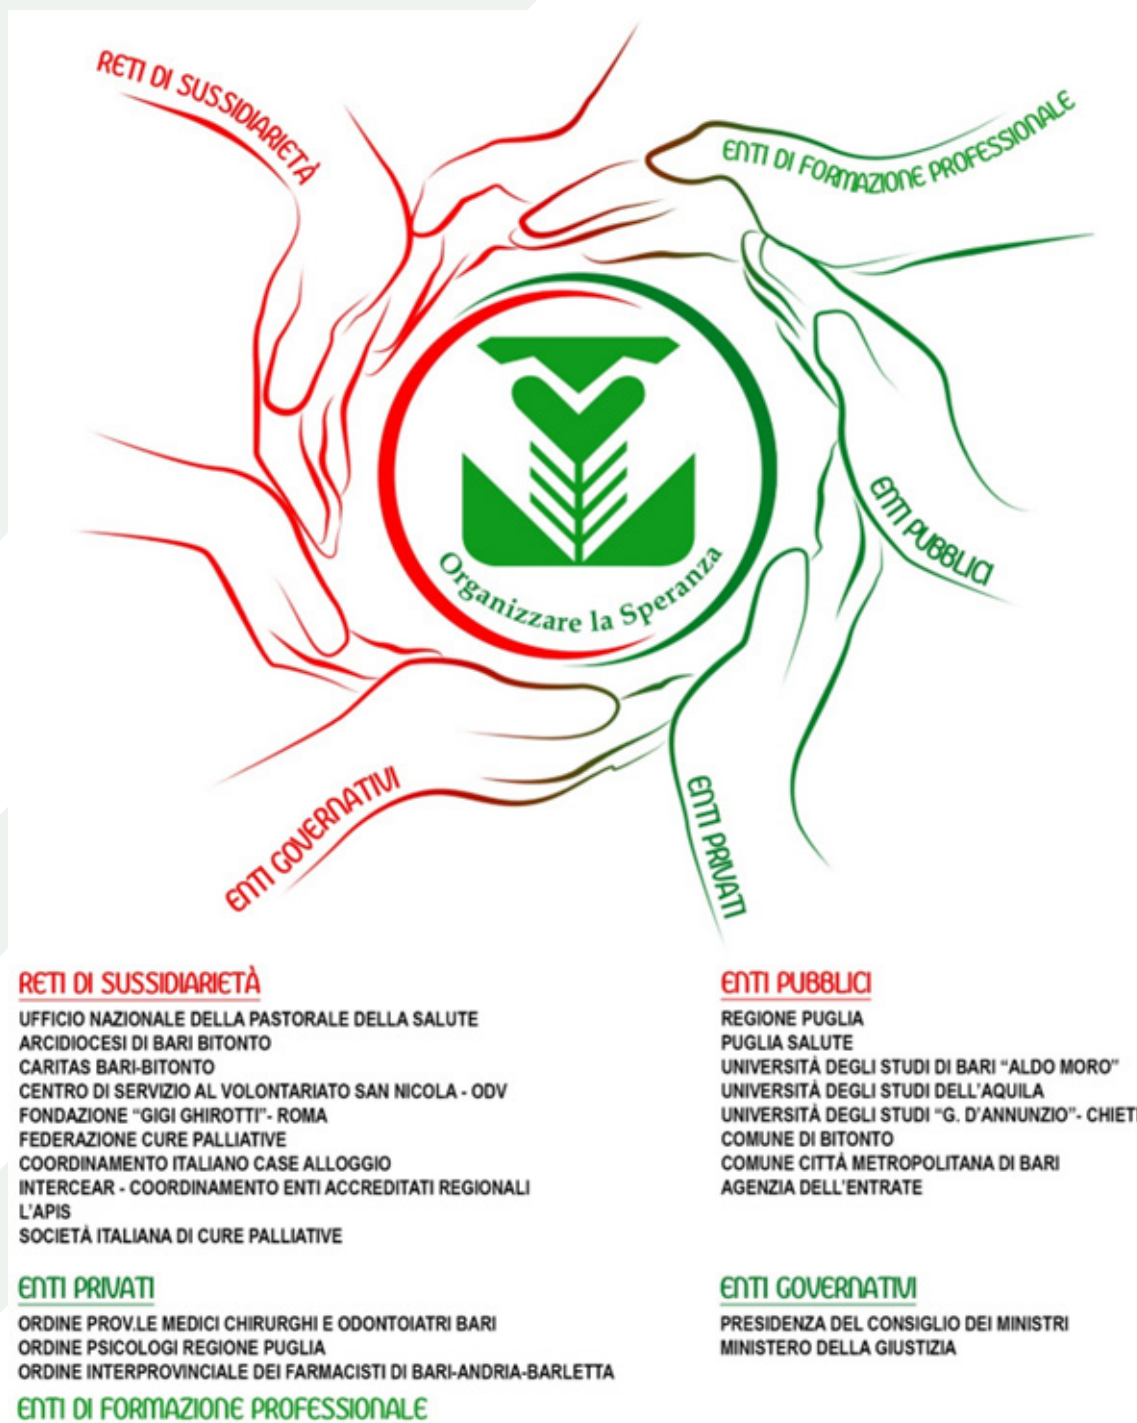 RETI DI SUSSIDIARIETÀ
ENTI DI FORMAZIONE PROFESSIONALE
ENTI PUBBLICI
Organizzare la Speranza
ENTI GOVERNATIVI
ENTI PRIVATI
RETI DI SUSSIDIARIETÀ
UFFICIO NAZIONALE DELLA PASTORALE DELLA SALUTE
ARCIDIOCESI DI BARI BITONTO
CARITAS BARI-BITONTO
CENTRO DI SERVIZIO AL VOLONTARIATO SAN NICOLA - ODV
FONDAZIONE “GIGI GHIROTTI”- ROMA
FEDERAZIONE CURE PALLIATIVE
COORDINAMENTO ITALIANO CASE ALLOGGIO
INTERCEAR - COORDINAMENTO ENTI ACCREDITATI REGIONALI
L’APIS
SOCIETÀ ITALIANA DI CURE PALLIATIVE
ENTI PUBBLICI
REGIONE PUGLIA
PUGLIA SALUTE
UNIVERSITÀ DEGLI STUDI DI BARI “ALDO MORO”
UNIVERSITÀ DEGLI STUDI DELL’AQUILA
UNIVERSITÀ DEGLI STUDI “G. D’ANNUNZIO”- CHIETI
COMUNE DI BITONTO
COMUNE CITTÀ METROPOLITANA DI BARI
AGENZIA DELL’ENTRATE
ENTI PRIVATI
ORDINE PROV.LE MEDICI CHIRURGHI E ODONTOIATRI BARI
ORDINE PSICOLOGI REGIONE PUGLIA
ORDINE INTERPROVINCIALE DEI FARMACISTI DI BARI-ANDRIA-BARLETTA
ENTI GOVERNATIVI
PRESIDENZA DEL CONSIGLIO DEI MINISTRI
MINISTERO DELLA GIUSTIZIA
ENTI DI FORMAZIONE PROFESSIONALE